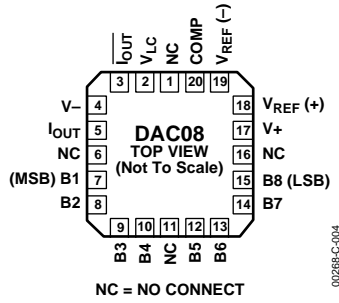 I̅O̅U̅T̅
VLC
NC
COMP
VREF (–)
3
2
1
20
19
V– 4
IOUT 5
NC 6
(MSB) B1 7
B2 8
DAC08
TOP VIEW
(Not To Scale)
18 VREF (+)
17 V+
16 NC
15 B8 (LSB)
14 B7
9
10
11
12
13
B3
B4
NC
B5
B6
NC = NO CONNECT
00268-C-004